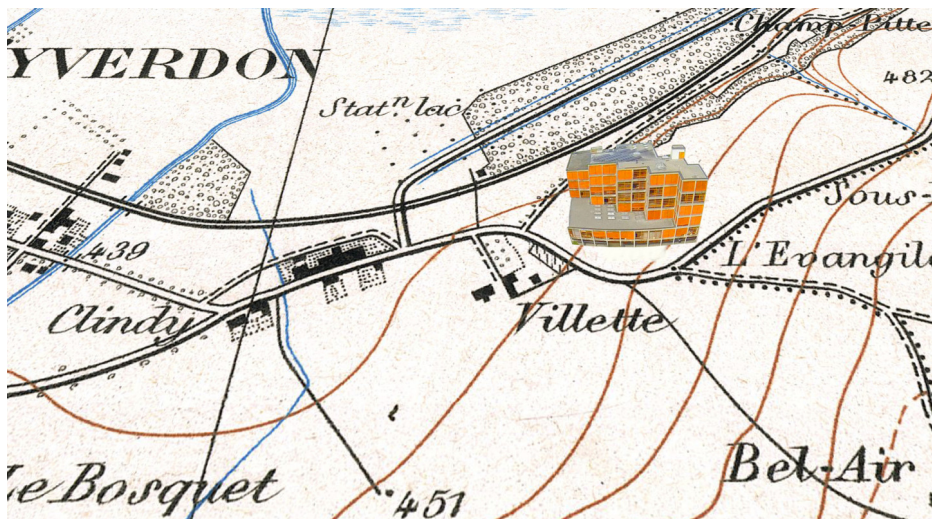 Champ-Pitte
YVERDON
482
Statn. lac.
Sous-
439
L'Evangile
Clindy
Villette
Bel-Air
Le Bosquet
451